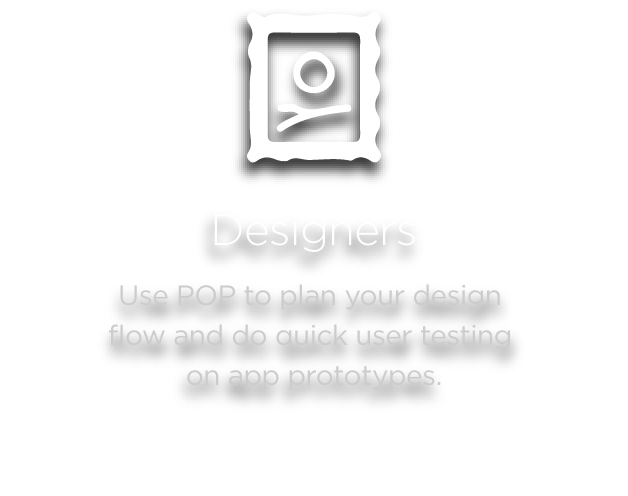 Designers
Use POP to plan your design
flow and do quick user testing
on app prototypes.